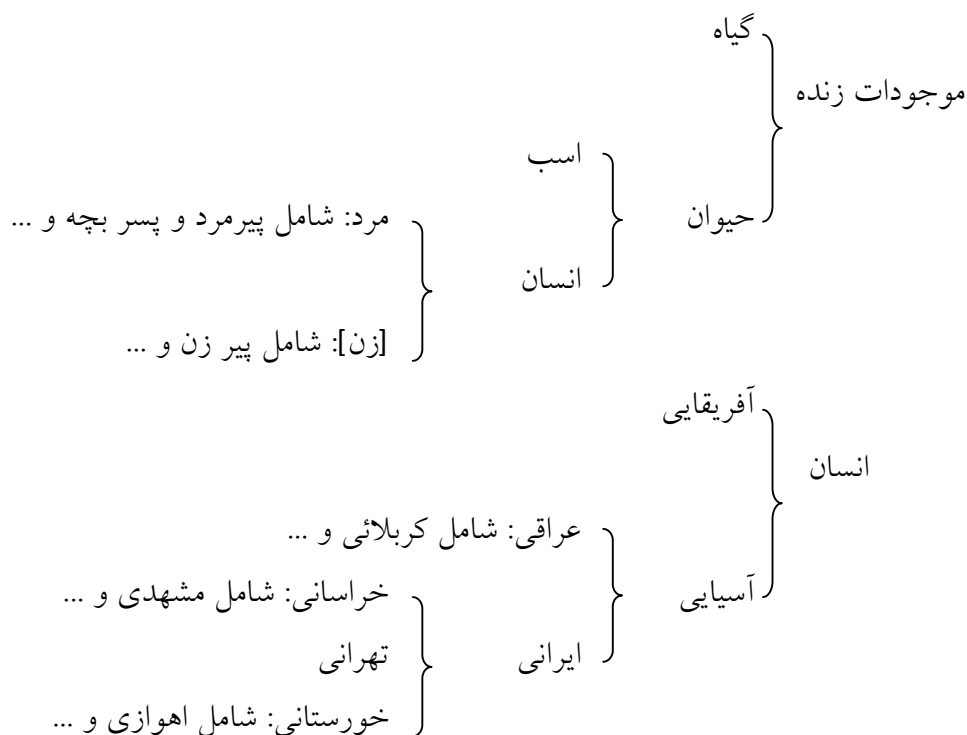 گیاه
موجودات زنده
اسب
حیوان
مرد: شامل پیرمرد و پسر بچه و ...
انسان
[زن]: شامل پیر زن و ...
آفریقایی
انسان
عراقی: شامل کربلائی و ...
آسیایی
خراسانی: شامل مشهدی و ...
ایرانی
تهرانی
خورستانی: شامل اهوازی و ...